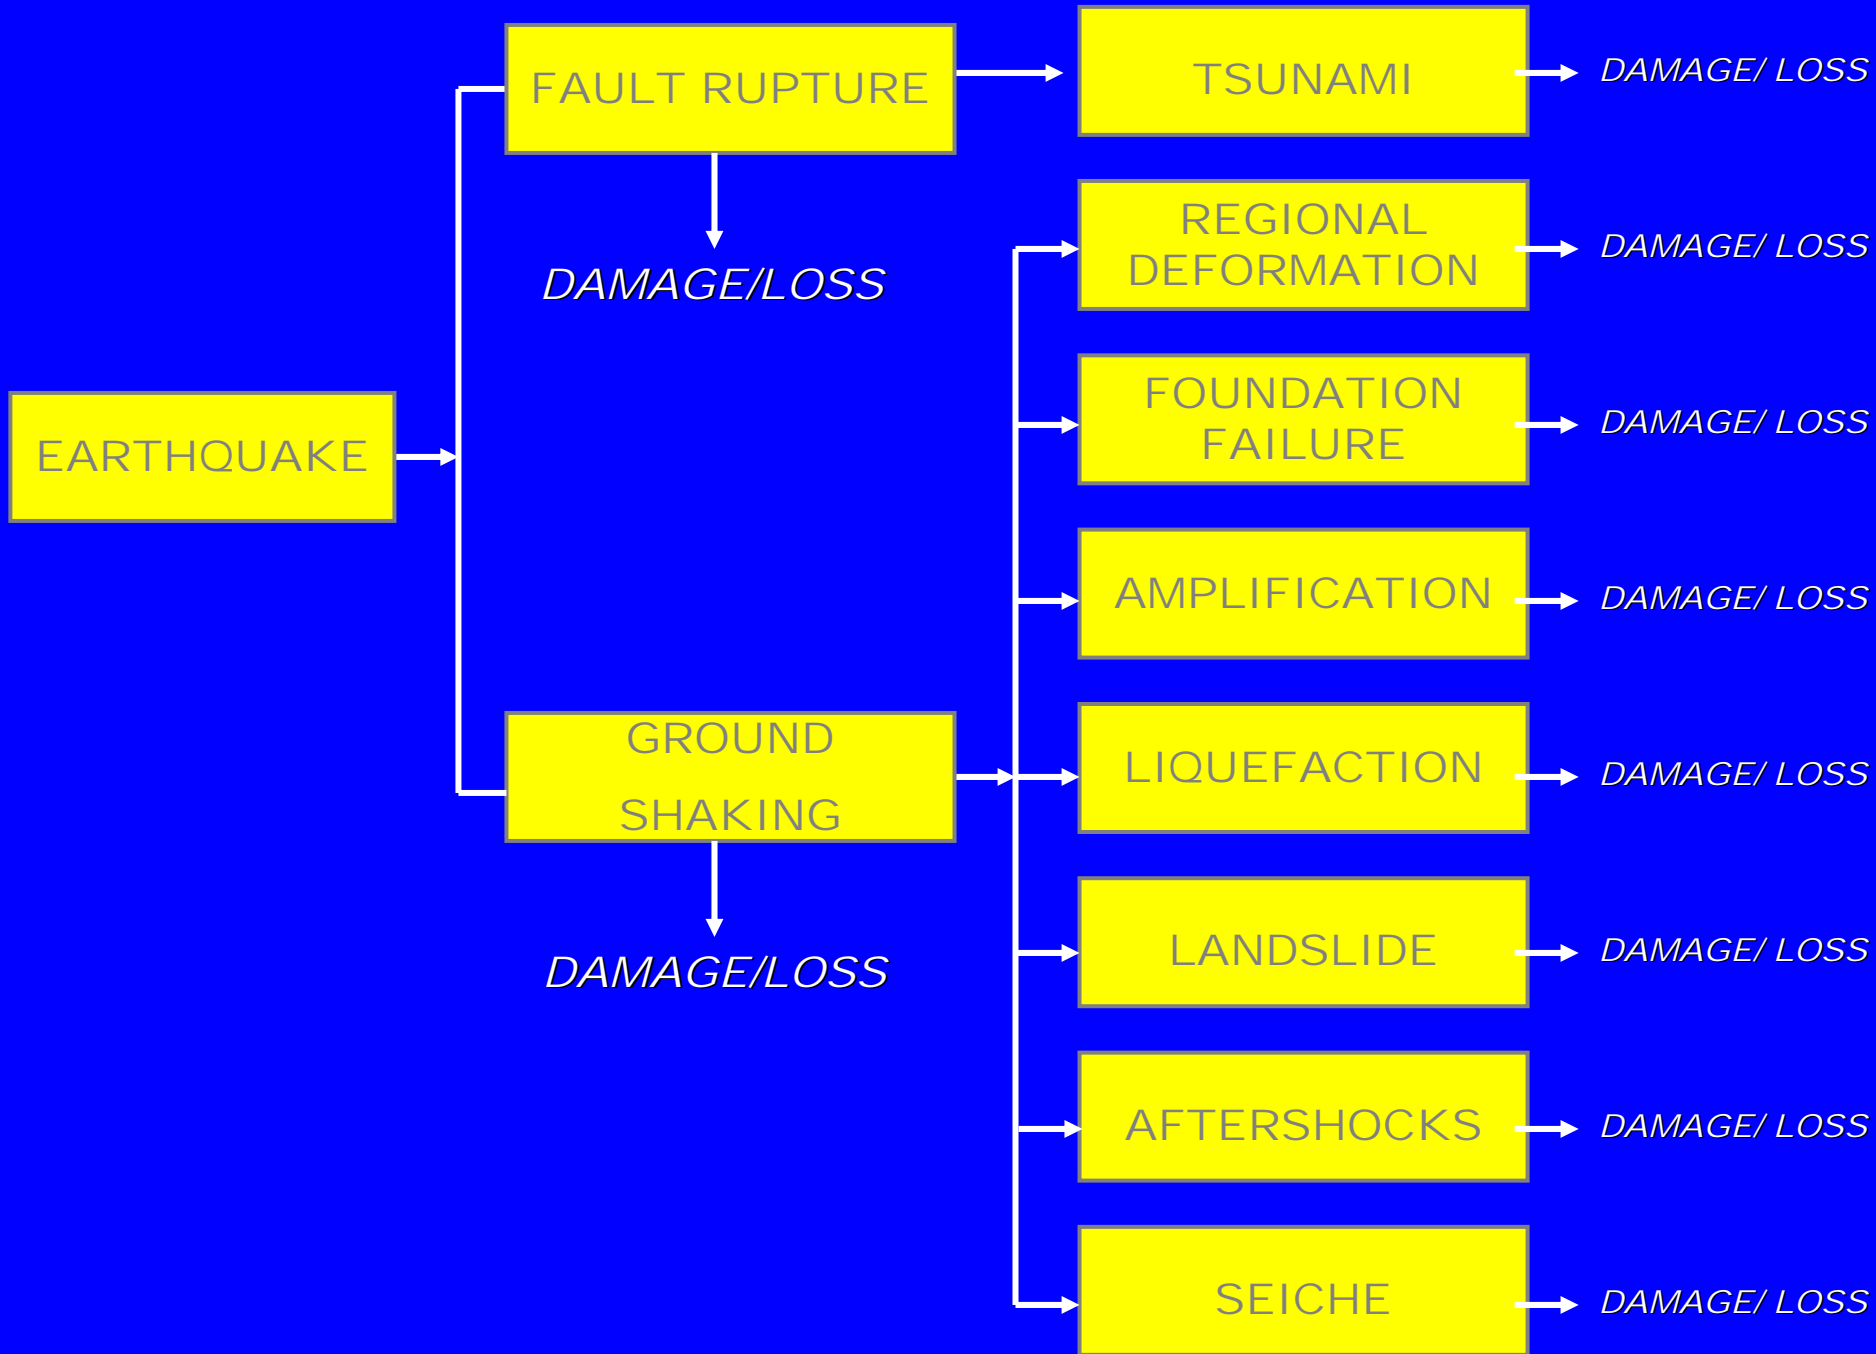 FAULT RUPTURE
TSUNAMI
DAMAGE/ LOSS
DAMAGE/LOSS
REGIONAL
DEFORMATION
DAMAGE/ LOSS
FOUNDATION
FAILURE
DAMAGE/ LOSS
EARTHQUAKE
AMPLIFICATION
DAMAGE/ LOSS
GROUND
SHAKING
DAMAGE/LOSS
LIQUEFACTION
DAMAGE/ LOSS
LANDSLIDE
DAMAGE/ LOSS
AFTERSHOCKS
DAMAGE/ LOSS
SEICHE
DAMAGE/ LOSS